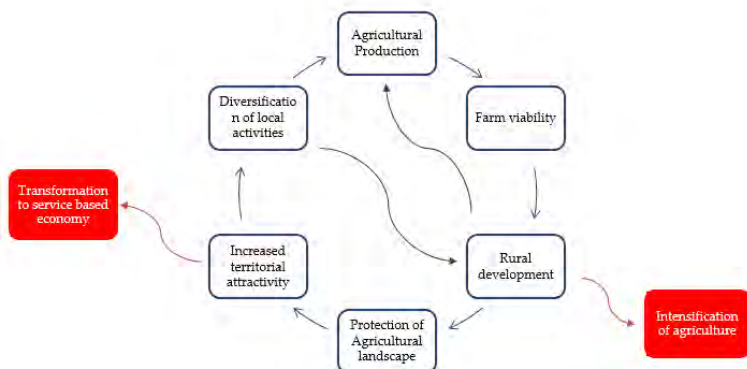 Agricultural
Production
Diversificatio
n of local
activities
Farm viability
Transformation
to service based
economy
Increased
territorial
attractivity
Rural
development
Intensification
of agriculture
Protection of
Agricultural
landscape